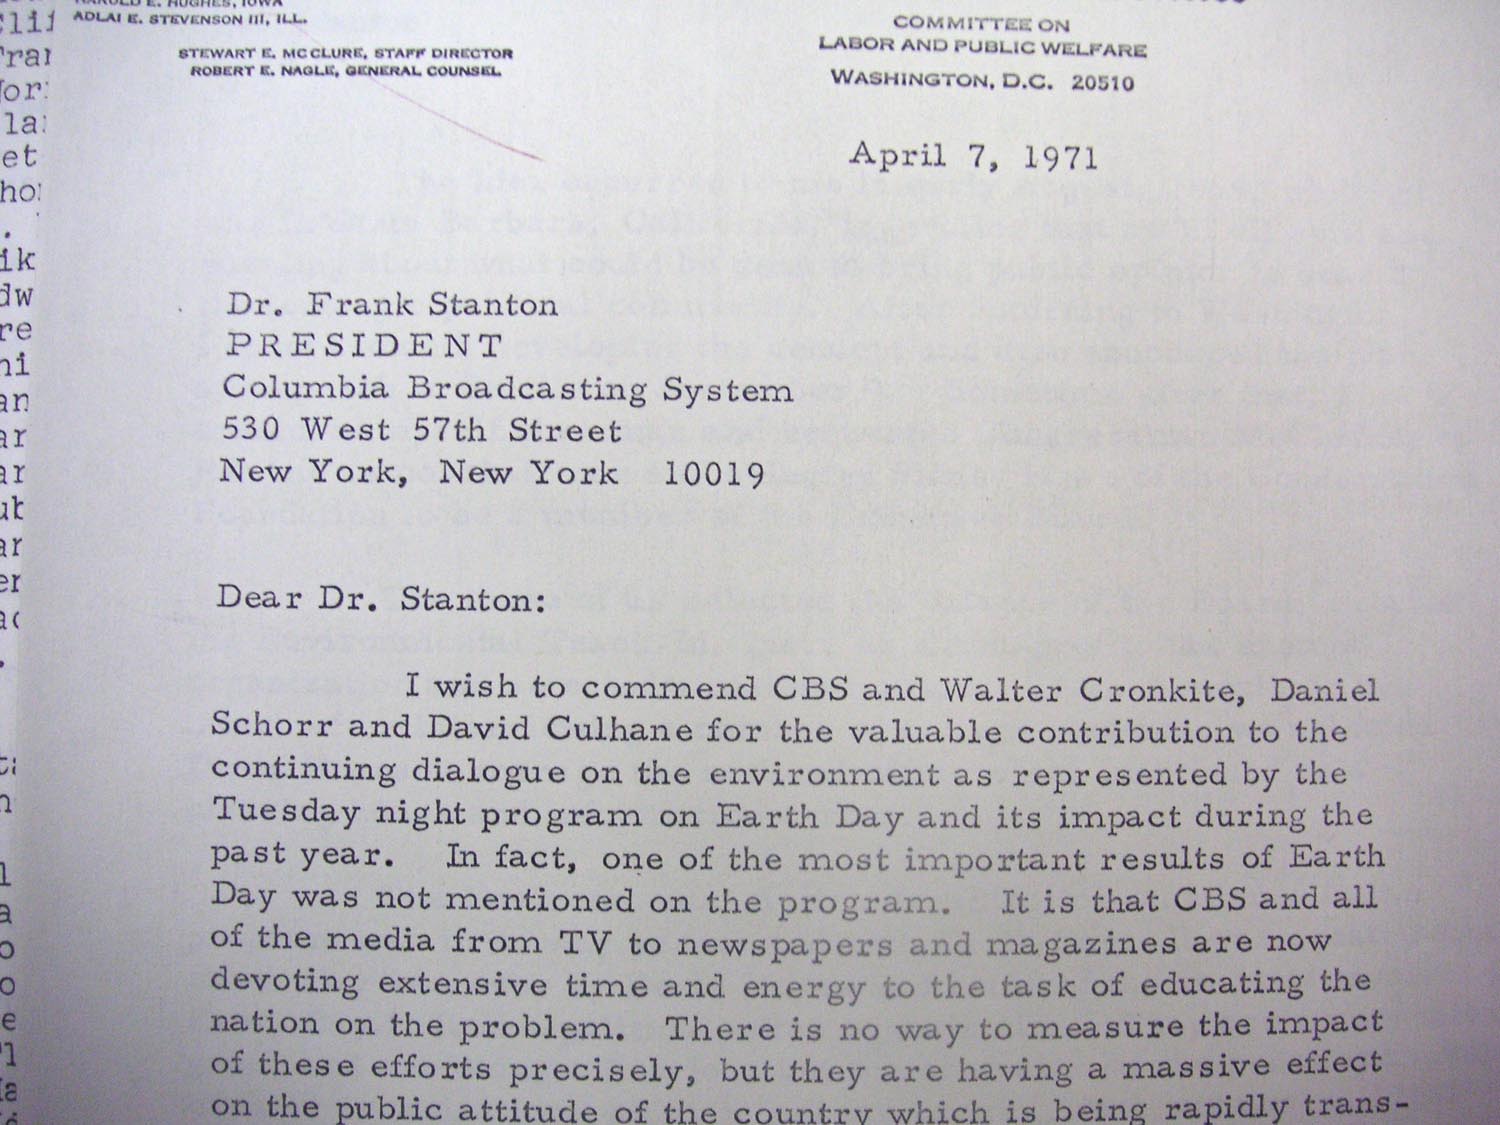 HAROLD E. HUGHES, IOWA
ADLAI E. STEVENSON III, ILL.
STEWART E. MC CLURE, STAFF DIRECTOR
ROBERT E. NAGLE, GENERAL COUNSEL
COMMITTEE ON
LABOR AND PUBLIC WELFARE
WASHINGTON, D.C. 20510
April 7, 1971
Dr. Frank Stanton
PRESIDENT
Columbia Broadcasting System
530 West 57th Street
New York, New York 10019
Dear Dr. Stanton:
I wish to commend CBS and Walter Cronkite, Daniel
Schorr and David Culhane for the valuable contribution to the
continuing dialogue on the environment as represented by the
Tuesday night program on Earth Day and its impact during the
past year. In fact, one of the most important results of Earth
Day was not mentioned on the program. It is that CBS and all
of the media from TV to newspapers and magazines are now
devoting extensive time and energy to the task of educating the
nation on the problem. There is no way to measure the impact
of these efforts precisely, but they are having a massive effect
on the public attitude of the country which is being rapidly trans-